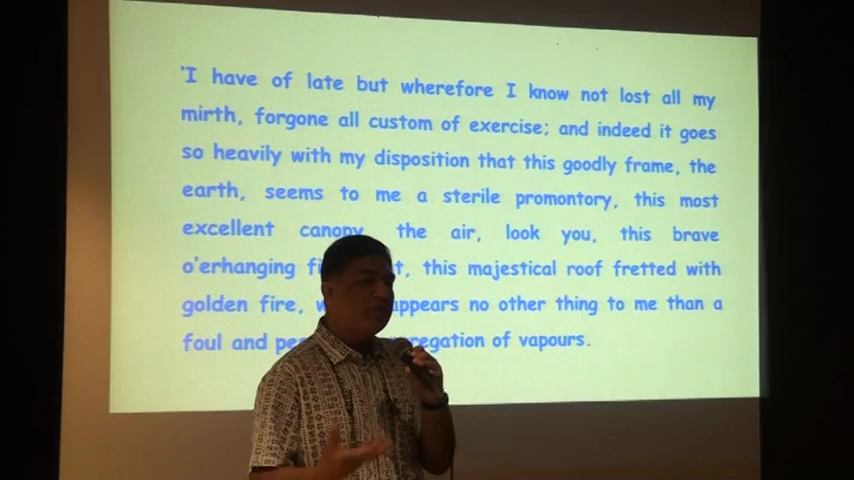 'I have of late but wherefore I know not lost all my
mirth, forgone all custom of exercise; and indeed it goes
so heavily with my disposition that this goodly frame, the
earth, seems to me a sterile promontory, this most
excellent canopy the air, look you, this brave
o'erhanging this majestical roof fretted with
golden fire, appears no other thing to me than a
foul and of vapours.